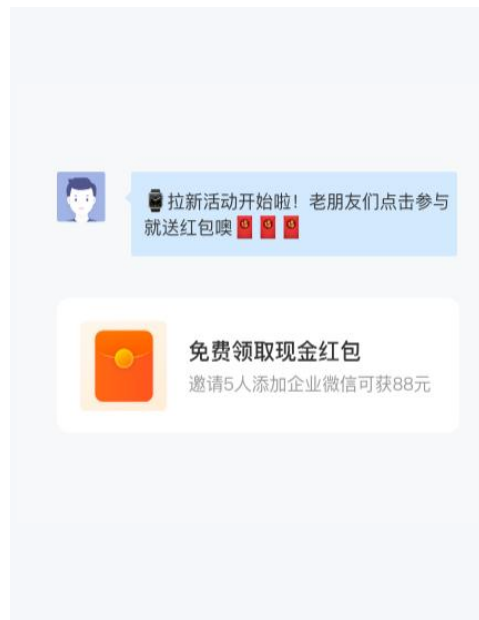 ⌚拉新活动开始啦！老朋友们点击参与
就送红包噢🧧🧧🧧
免费领取现金红包
邀请5人添加企业微信可获88元